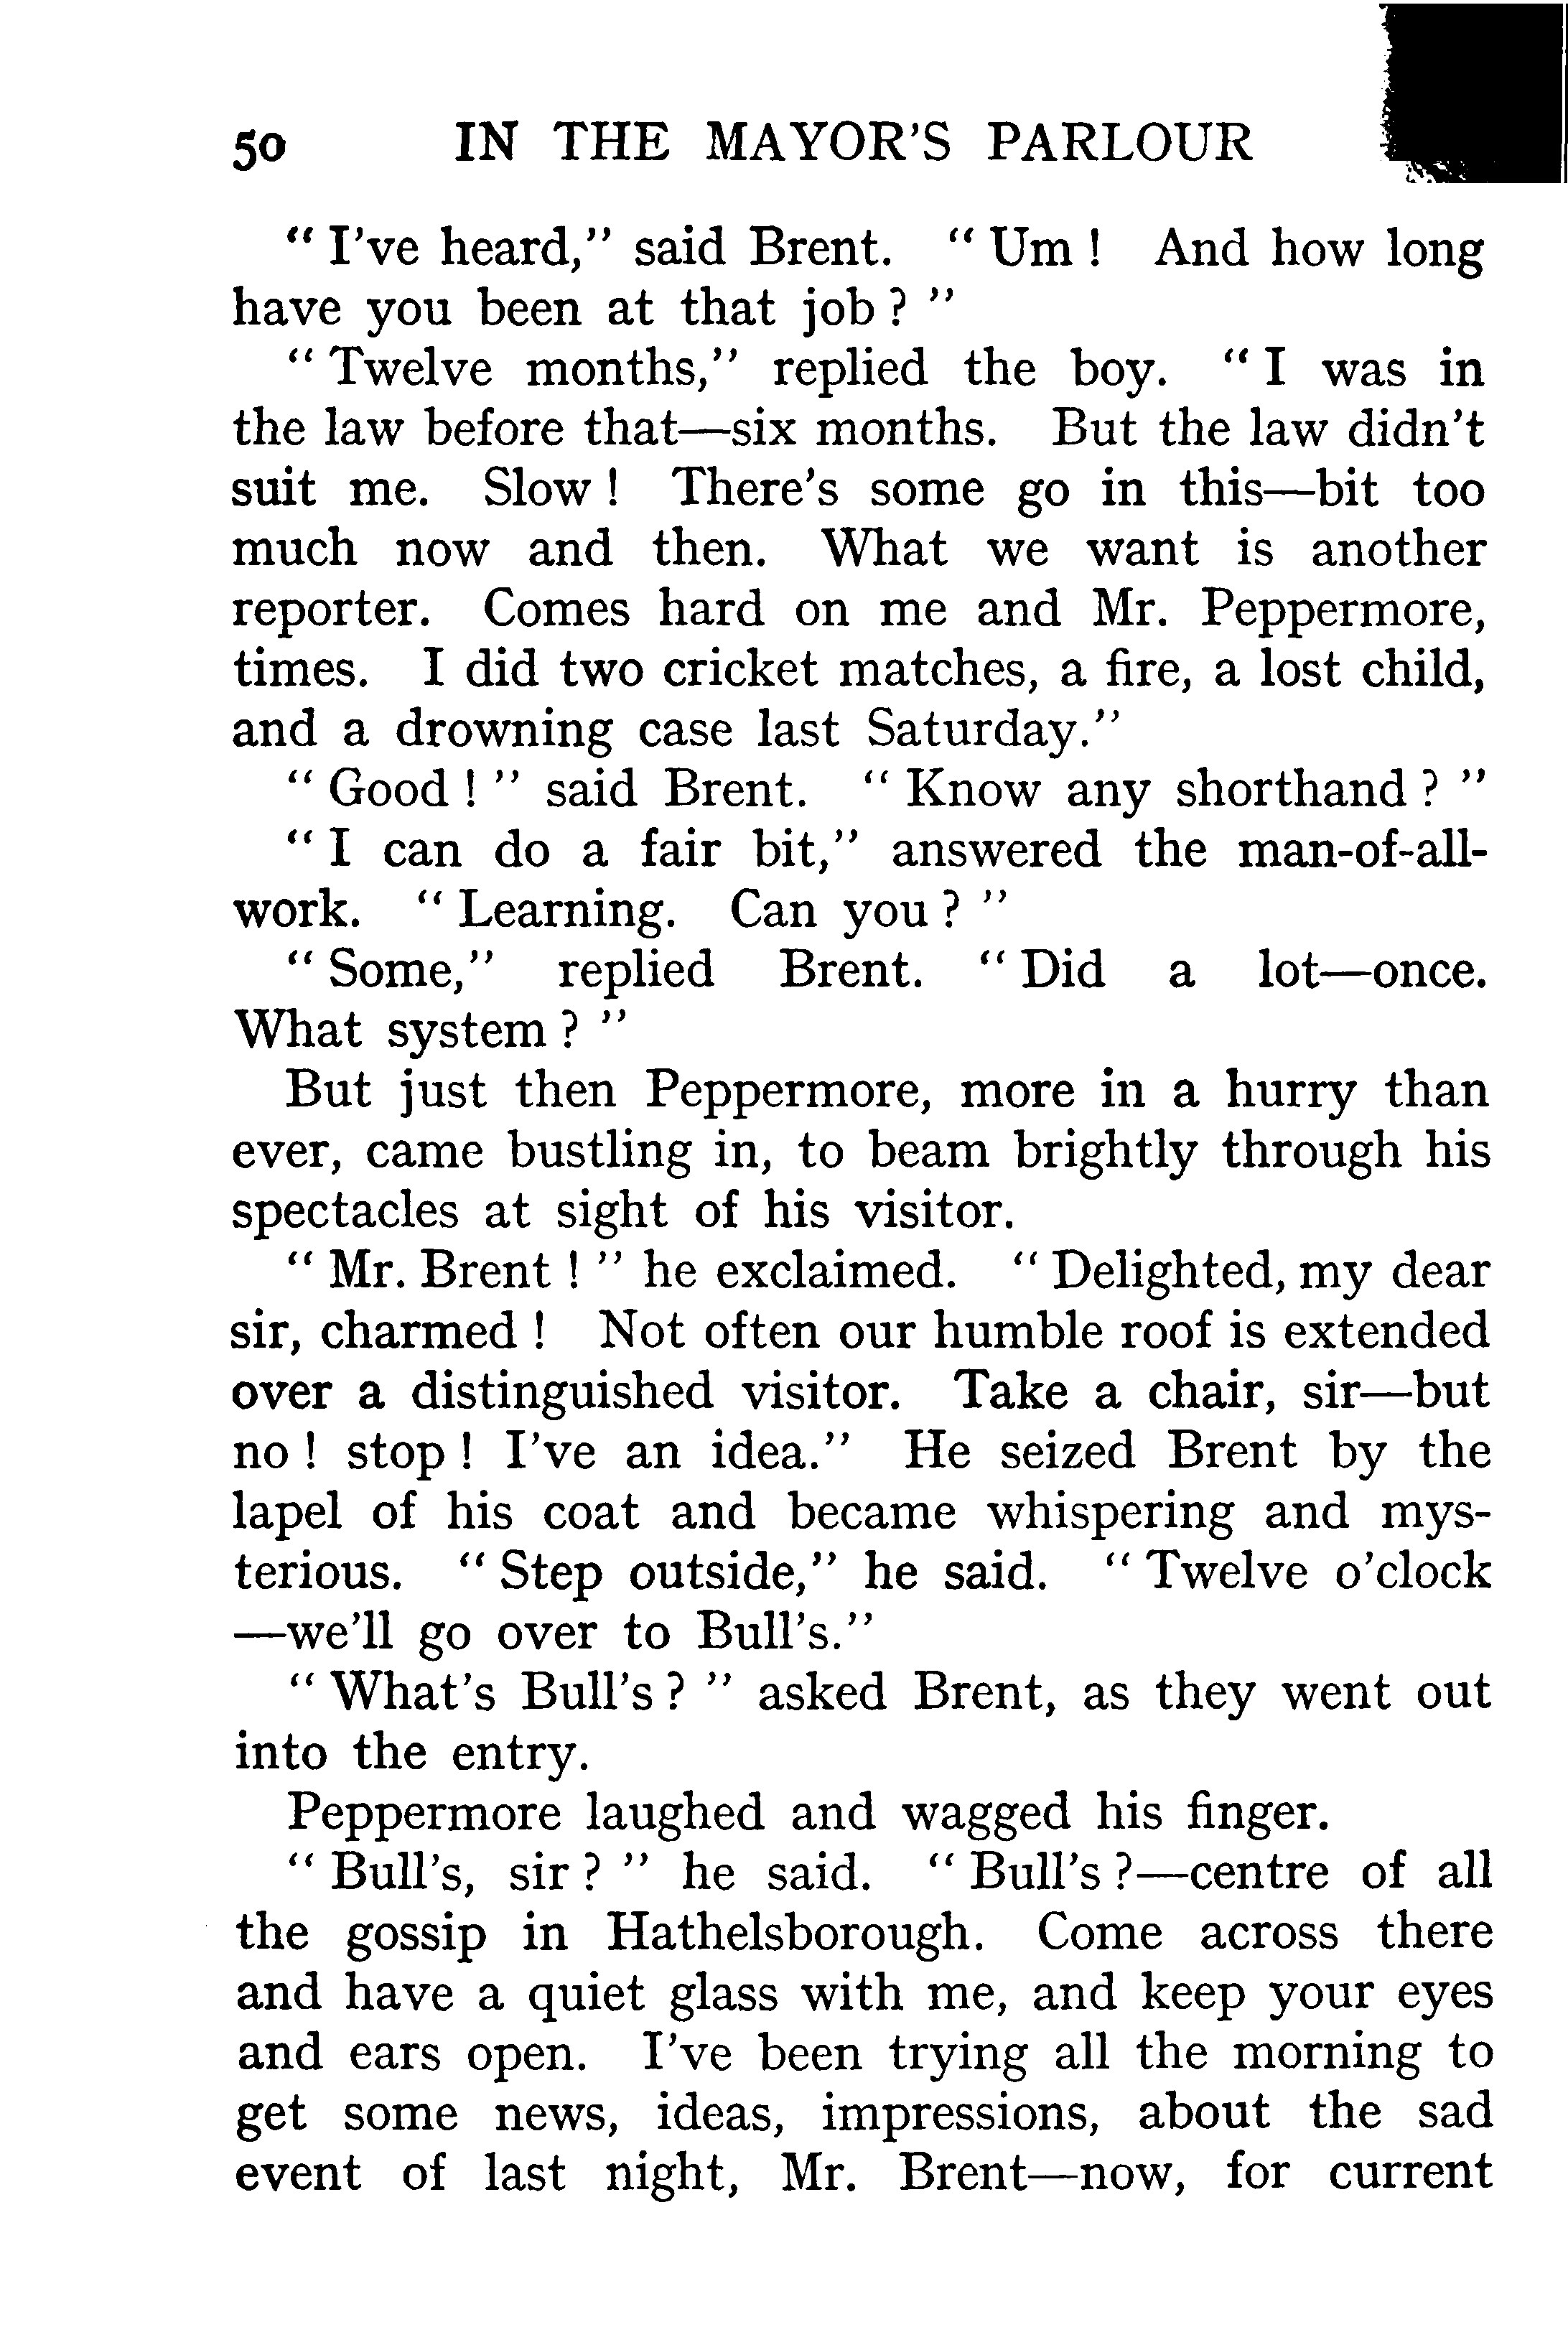 50 IN THE MAYOR'S PARLOUR
" I've heard," said Brent. " Um ! And how long
have you been at that job ? "
" Twelve months," replied the boy. " I was in
the law before that—six months. But the law didn't
suit me. Slow ! There's some go in this—bit too
much now and then. What we want is another
reporter. Comes hard on me and Mr. Peppermore,
times. I did two cricket matches, a fire, a lost child,
and a drowning case last Saturday."
" Good ! " said Brent. " Know any shorthand ? "
" I can do a fair bit," answered the man-of-all-
work. " Learning. Can you ? "
" Some," replied Brent. " Did a lot—once.
What system ? "
But just then Peppermore, more in a hurry than
ever, came bustling in, to beam brightly through his
spectacles at sight of his visitor.
" Mr. Brent ! " he exclaimed. " Delighted, my dear
sir, charmed ! Not often our humble roof is extended
over a distinguished visitor. Take a chair, sir—but
no ! stop ! I've an idea." He seized Brent by the
lapel of his coat and became whispering and mys-
terious. " Step outside," he said. " Twelve o'clock
—we'll go over to Bull's."
" What's Bull's ? " asked Brent, as they went out
into the entry.
Peppermore laughed and wagged his finger.
" Bull's, sir ? " he said. " Bull's ?—centre of all
the gossip in Hathelsborough. Come across there
and have a quiet glass with me, and keep your eyes
and ears open. I've been trying all the morning to
get some news, ideas, impressions, about the sad
event of last night, Mr. Brent—now, for current